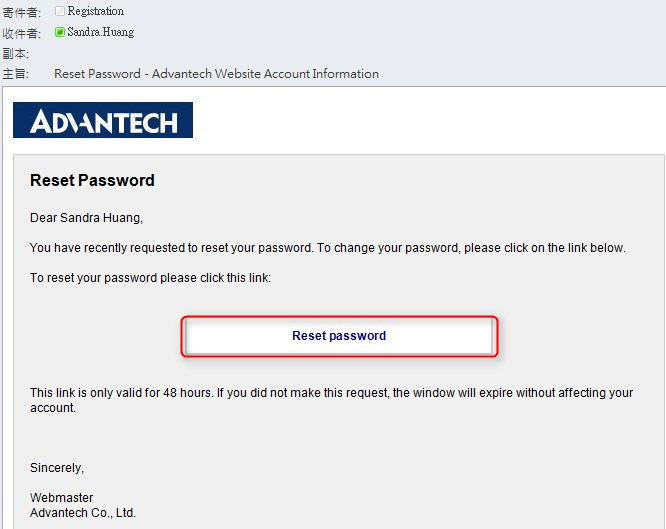 寄件者: Registration
收件者: Sandra.Huang
副本:
主旨: Reset Password - Advantech Website Account Information
ADVANTECH
Reset Password
Dear Sandra Huang,
You have recently requested to reset your password. To change your password, please click on the link below.
To reset your password please click this link:
Reset password
This link is only valid for 48 hours. If you did not make this request, the window will expire without affecting your
account.
Sincerely,
Webmaster
Advantech Co., Ltd.